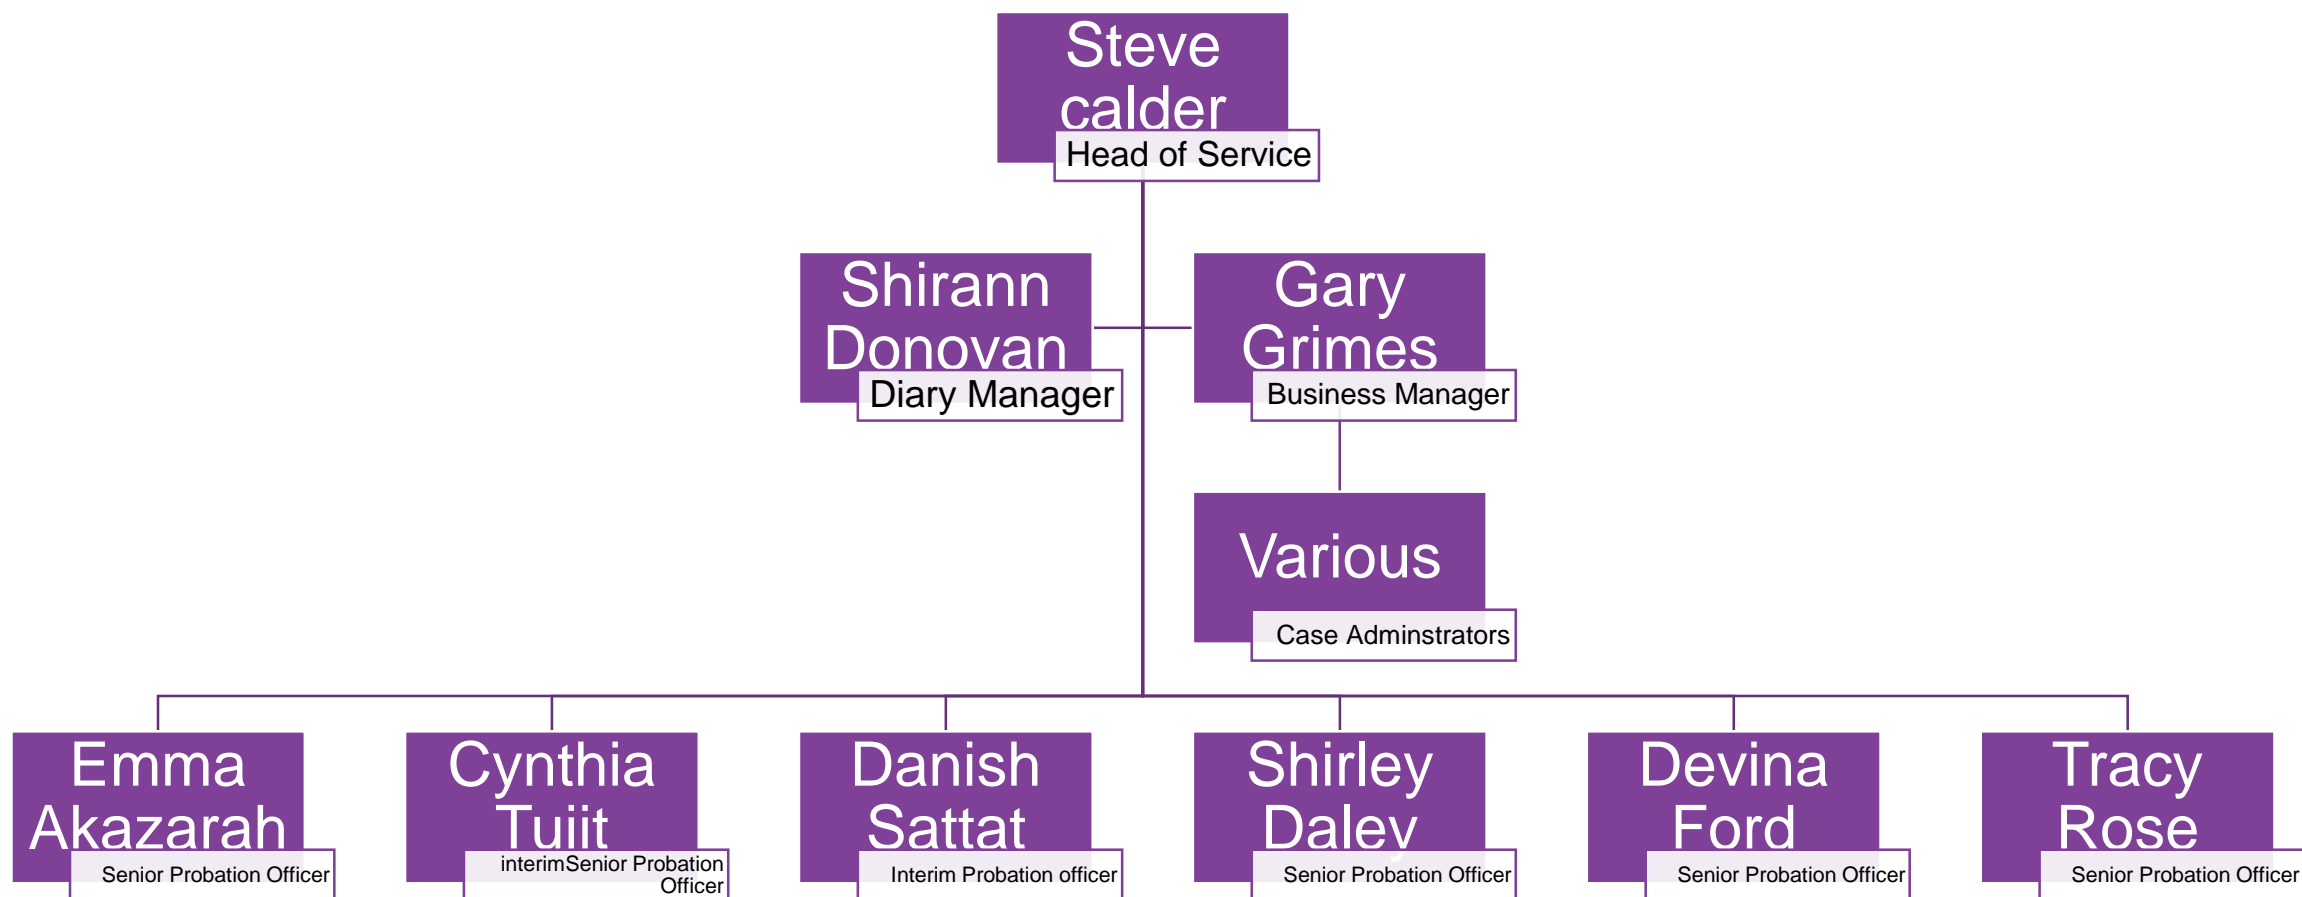 Steve
calder
Head of Service
Shirann
Donovan
Diary Manager
Gary
Grimes
Business Manager
Various
Case Adminstrators
Emma
Akazarah
Senior Probation Officer
Cynthia
interimSenior Probation
Officer
Danish
Sattat
Interim Probation officer
Shirley
Daley
Senior Probation Officer
Devina
Ford
Senior Probation Officer
Tracy
Rose
Senior Probation Officer